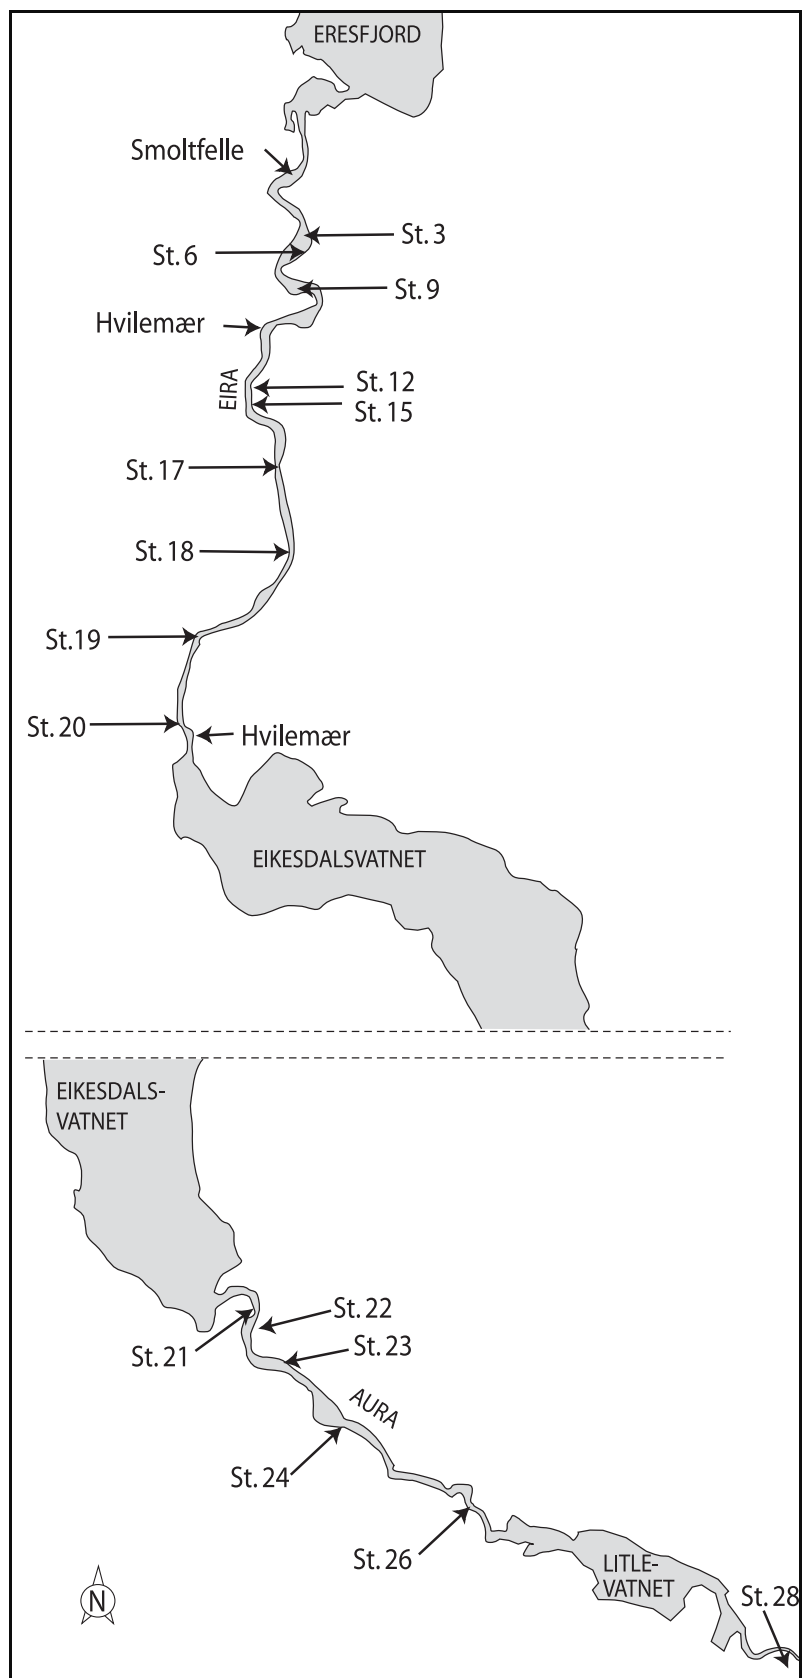 ERESFJORD
Smoltfelle
St. 3
St. 6
St. 9
Hvilemær
EIRA
St. 12
St. 15
St. 17
St. 18
St.19
St. 20
Hvilemær
EIKESDALSVATNET
EIKESDALS-
VATNET
St. 22
St. 21
St. 23
AURA
St. 24
St. 26
LITLE-
VATNET
St. 28
N